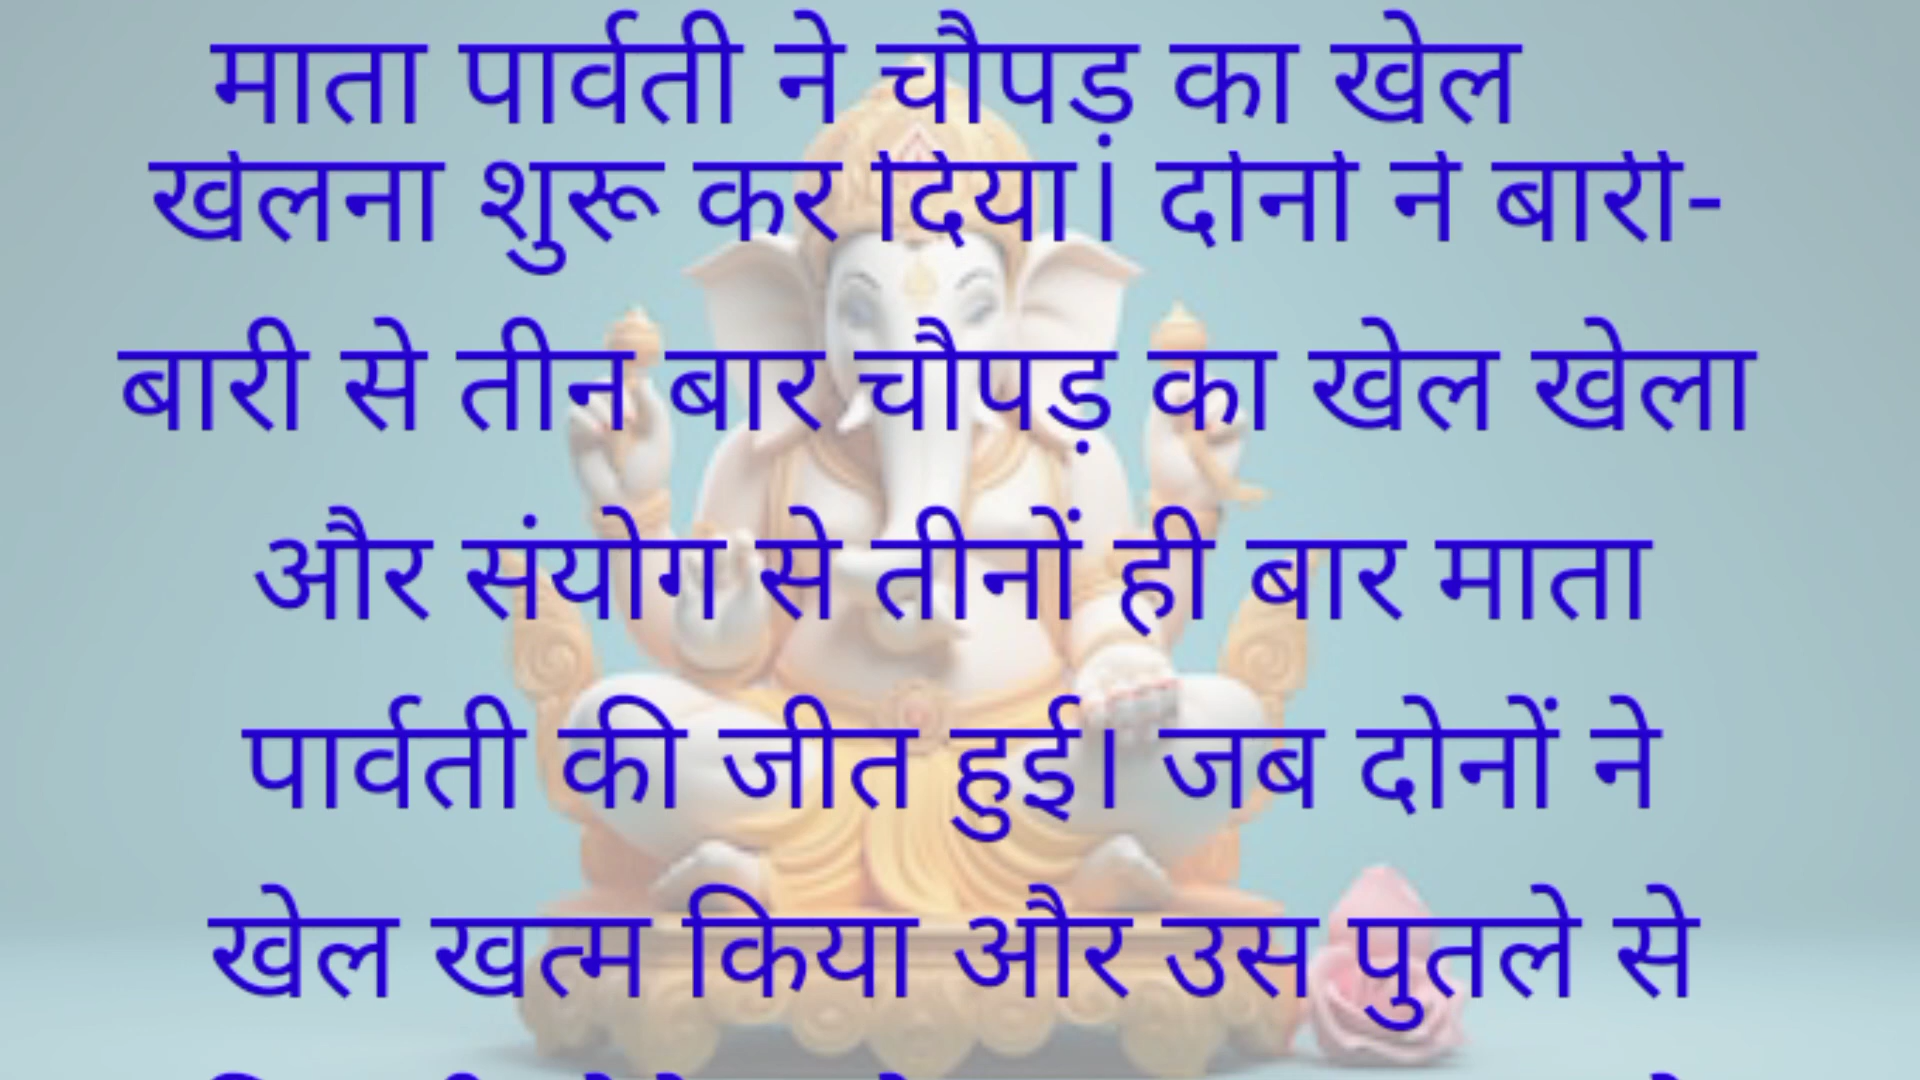 माता पार्वती ने चौपड़ का खेल
खेलना शुरू कर दिया। दोनों ने बारी-
बारी से तीन बार चौपड़ का खेल खेला
और संयोग से तीनों ही बार माता
पार्वती की जीत हुई। जब दोनों ने
खेल खत्म किया और उस पुतले से